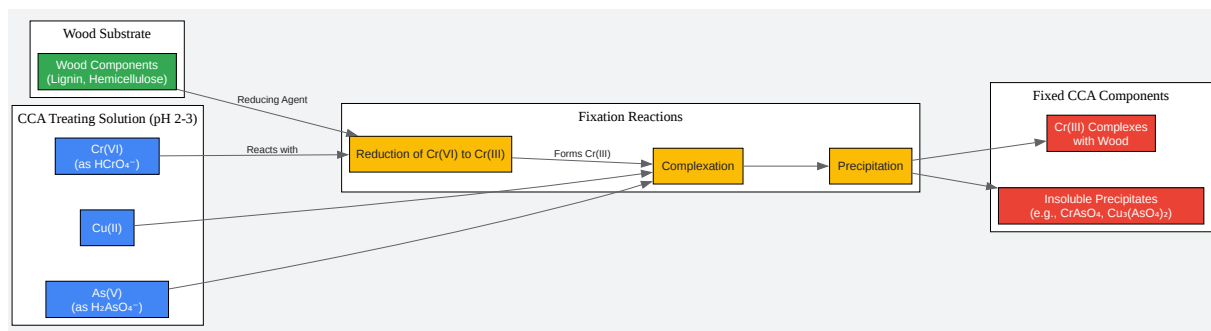 Wood Substrate
Wood Components
(Lignin, Hemicellulose)
CCA Treating Solution (pH 2-3)
Cr(VI)
(as HCrO₄⁻)
Cu(II)
As(V)
(as H₂AsO₄⁻)
Reducing Agent
Reacts with
Fixation Reactions
Reduction of Cr(VI) to Cr(III)
Forms Cr(III)
Complexation
Precipitation
Fixed CCA Components
Cr(III) Complexes
with Wood
Insoluble Precipitates
(e.g., CrAsO₄, Cu₃(AsO₄)₂)